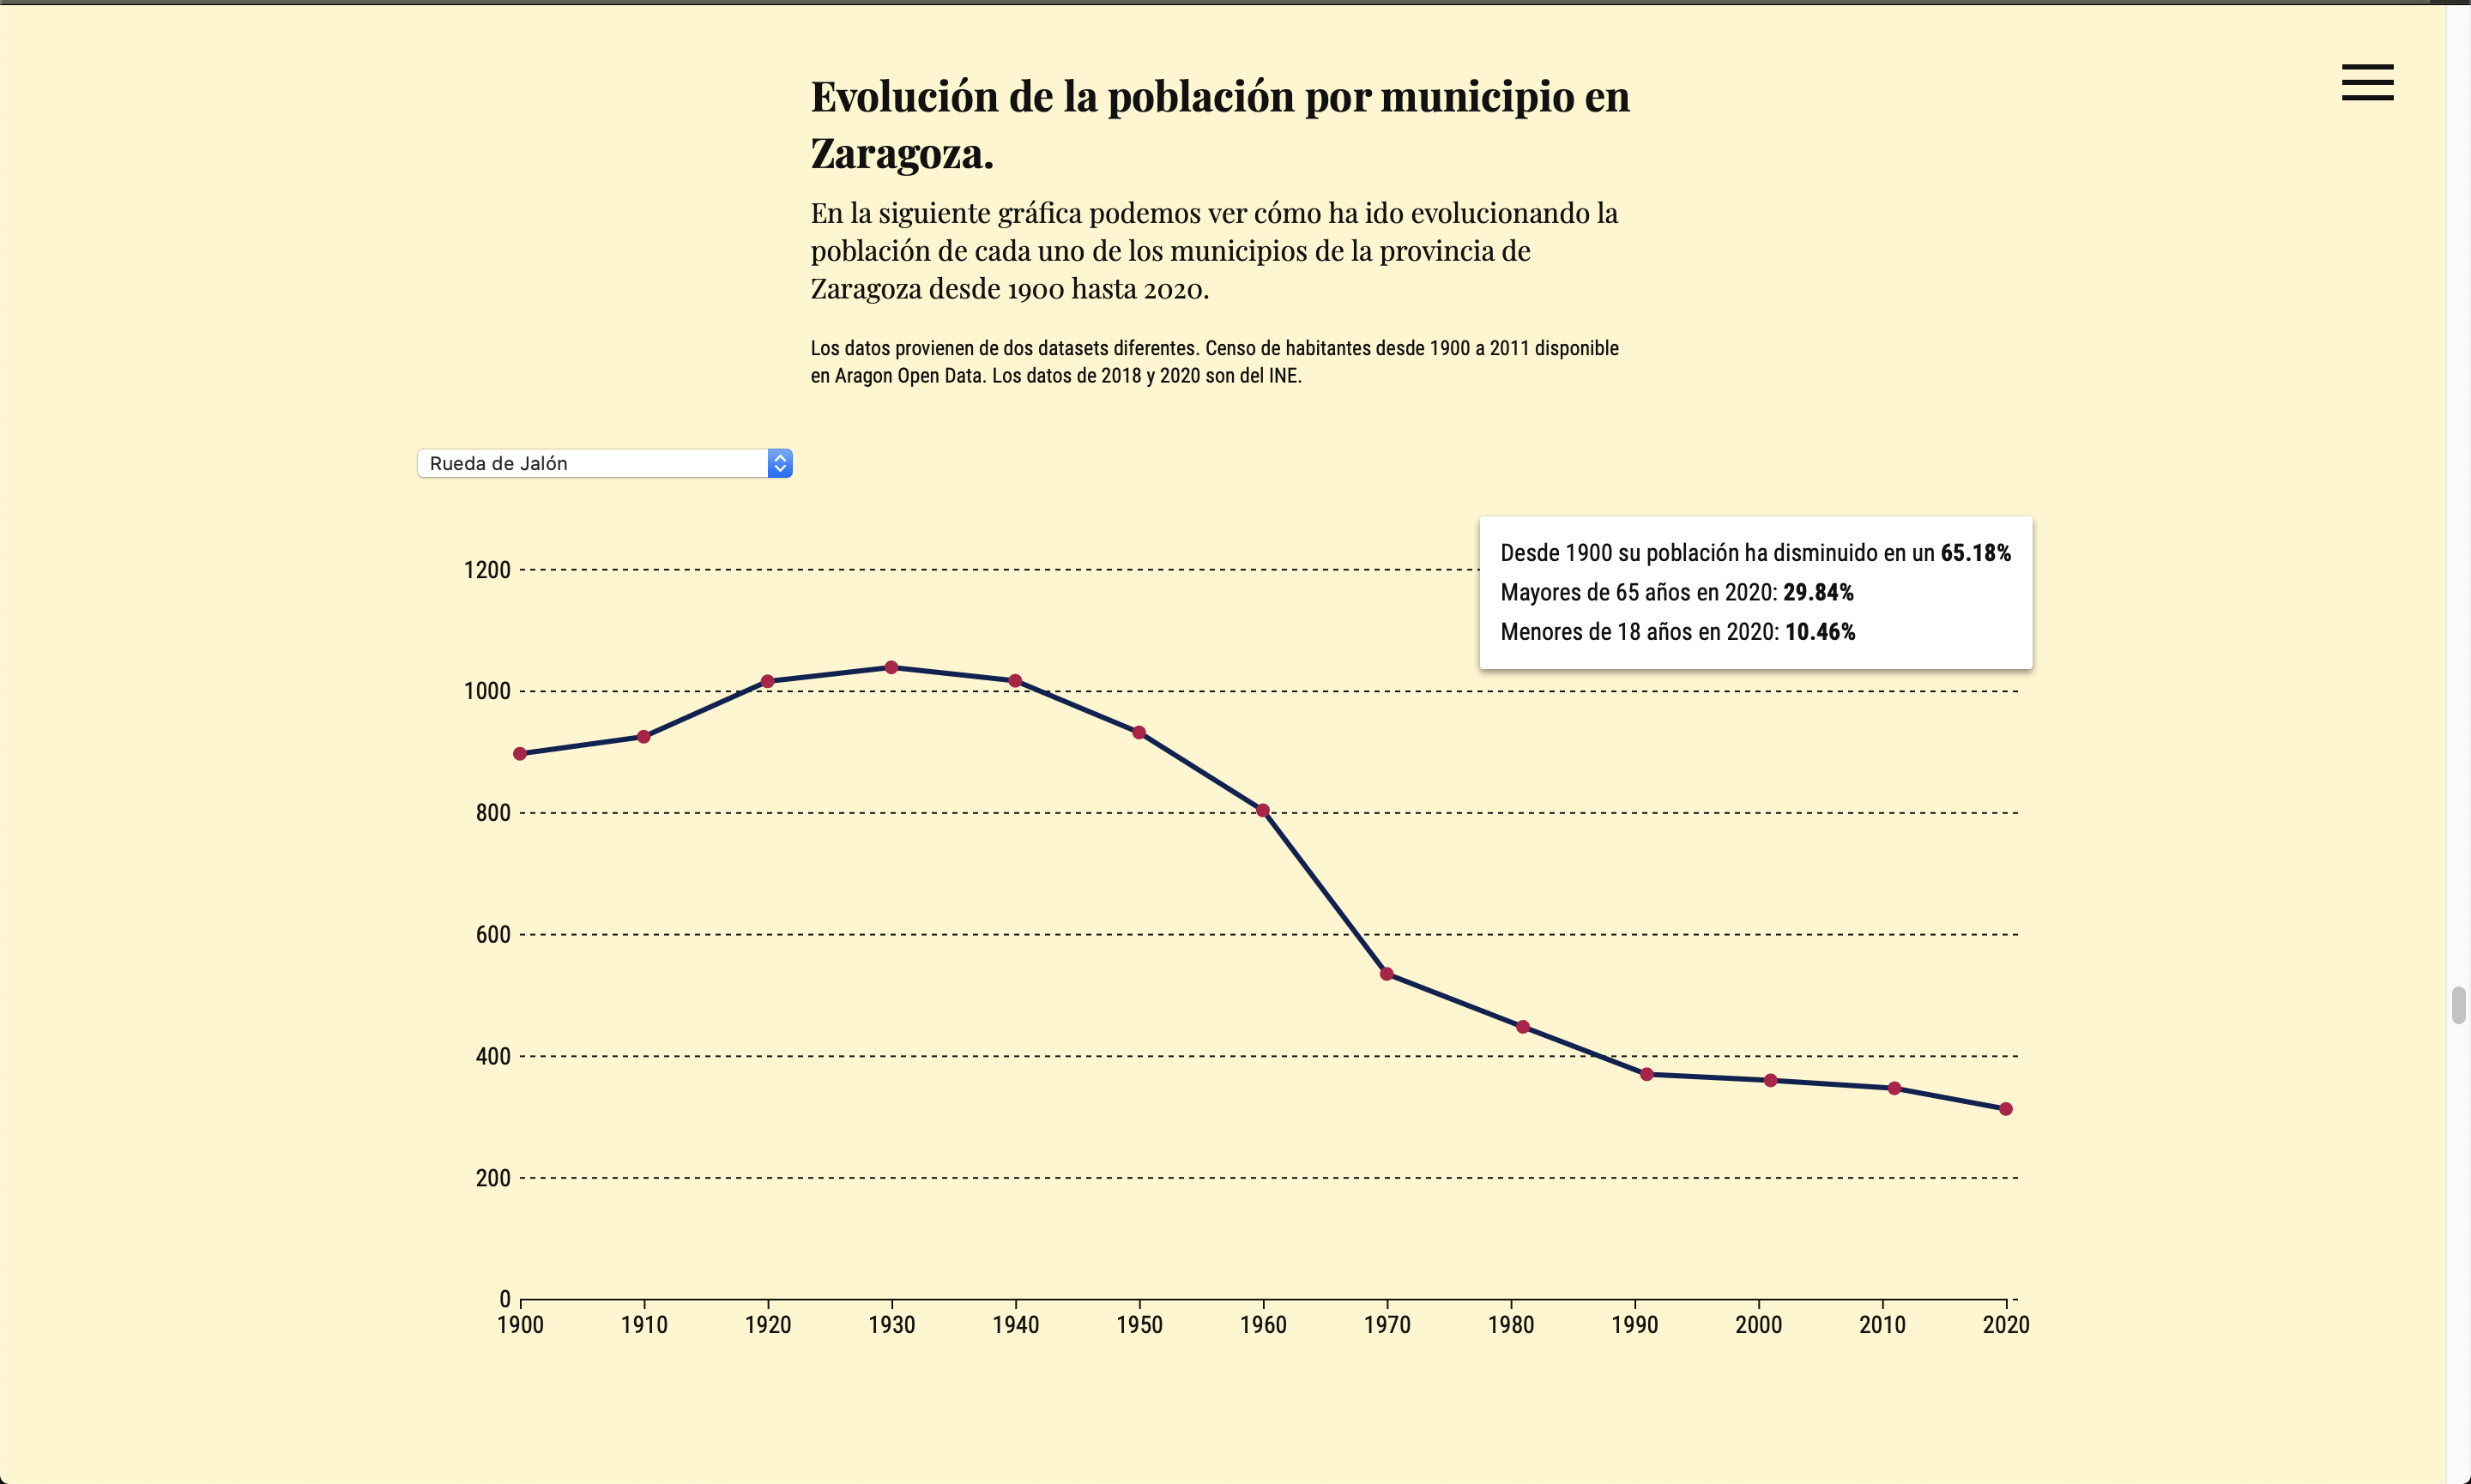 Evolución de la población por municipio en
Zaragoza.
En la siguiente gráfica podemos ver cómo ha ido evolucionando la
población de cada uno de los municipios de la provincia de
Zaragoza desde 1900 hasta 2020.
Los datos provienen de dos datasets diferentes. Censo de habitantes desde 1900 a 2011 disponible
en Aragon Open Data. Los datos de 2018 y 2020 son del INE.
Rueda de Jalón
Desde 1900 su población ha disminuido en un 65.18%
Mayores de 65 años en 2020: 29.84%
Menores de 18 años en 2020: 10.46%
1200
1000
800
600
400
200
0
1900 1910 1920 1930 1940 1950 1960 1970 1980 1990 2000 2010 2020